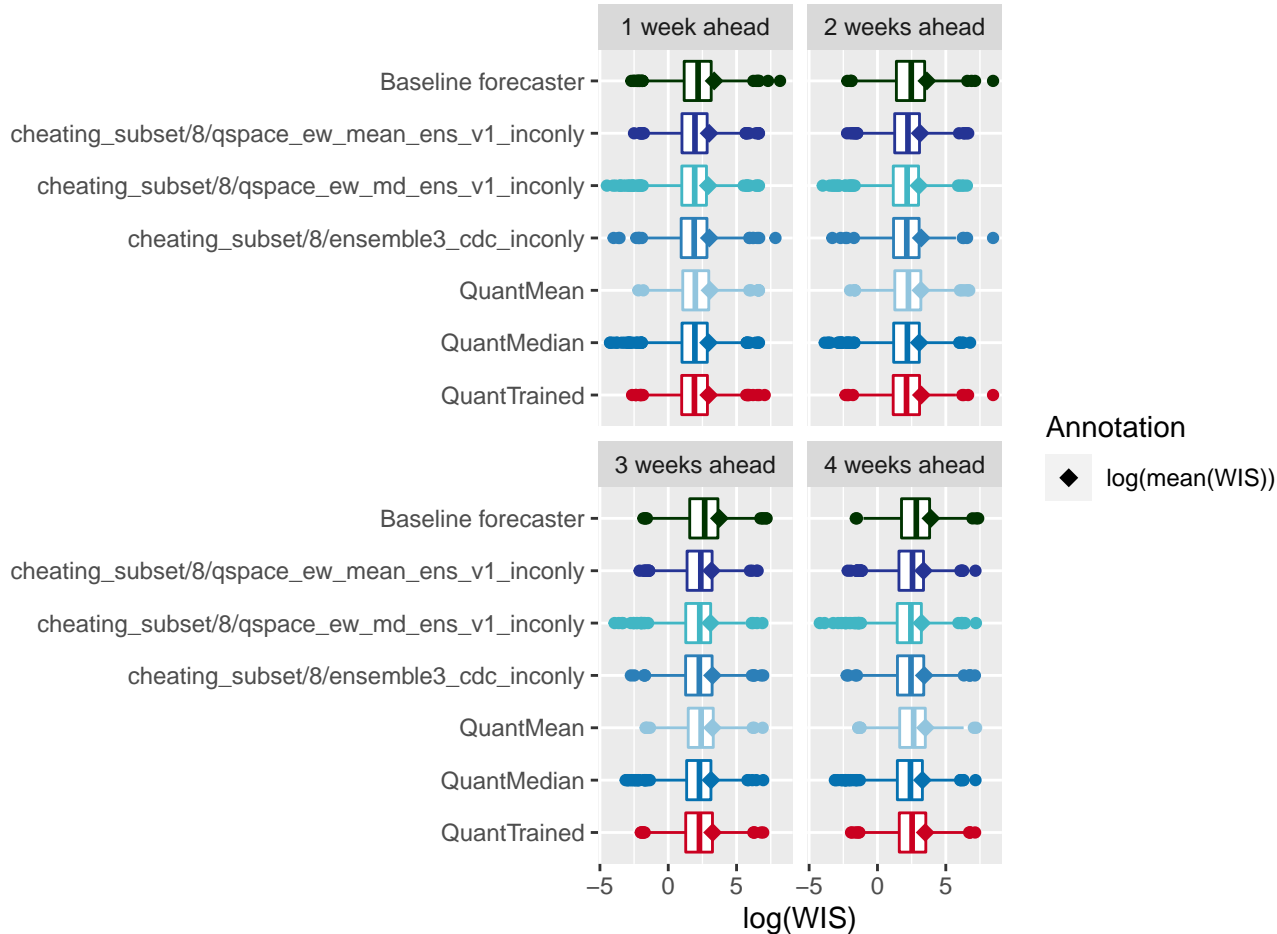 1 week ahead
2 weeks ahead
Baseline forecaster
cheating_subset/8/qspace_ew_mean_ens_v1_inconly
cheating_subset/8/qspace_ew_md_ens_v1_inconly
cheating_subset/8/ensemble3_cdc_inconly
QuantMean
QuantMedian
QuantTrained
3 weeks ahead
4 weeks ahead
Baseline forecaster
cheating_subset/8/qspace_ew_mean_ens_v1_inconly
cheating_subset/8/qspace_ew_md_ens_v1_inconly
cheating_subset/8/ensemble3_cdc_inconly
QuantMean
QuantMedian
QuantTrained
−5 0 5 −5 0 5
log(WIS)
Annotation
log(mean(WIS))